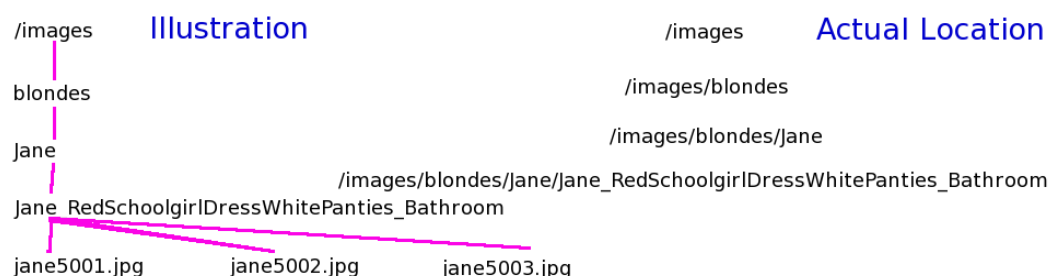 /images Illustration /images Actual Location
blondes /images/blondes
Jane /images/blondes/Jane
/images/blondes/Jane/Jane_RedSchoolgirlDressWhitePanties_Bathroom
Jane_RedSchoolgirlDressWhitePanties_Bathroom
jane5001.jpg jane5002.jpg jane5003.jpg